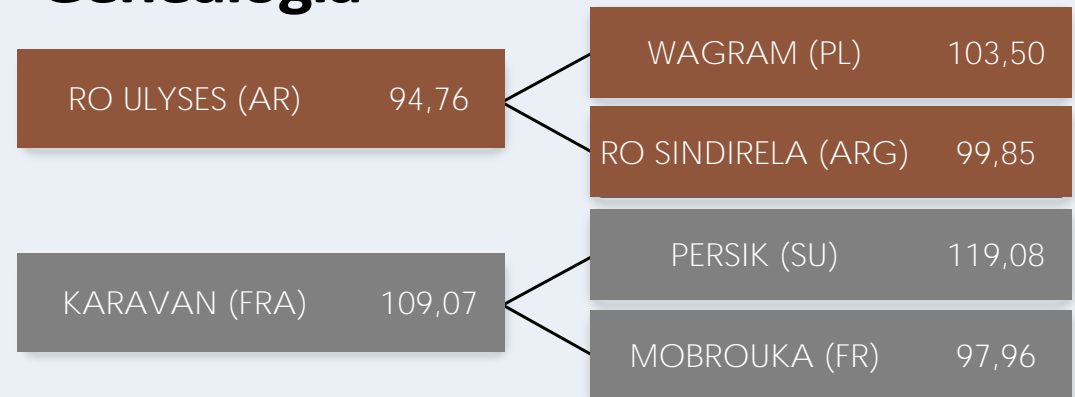 Genealogia
WAGRAM (PL) 103,50
RO ULYSES (AR) 94,76
RO SINDIRELA (ARG) 99,85
PERSIK (SU) 119,08
KARAVAN (FRA) 109,07
MOBROUKA (FR) 97,96